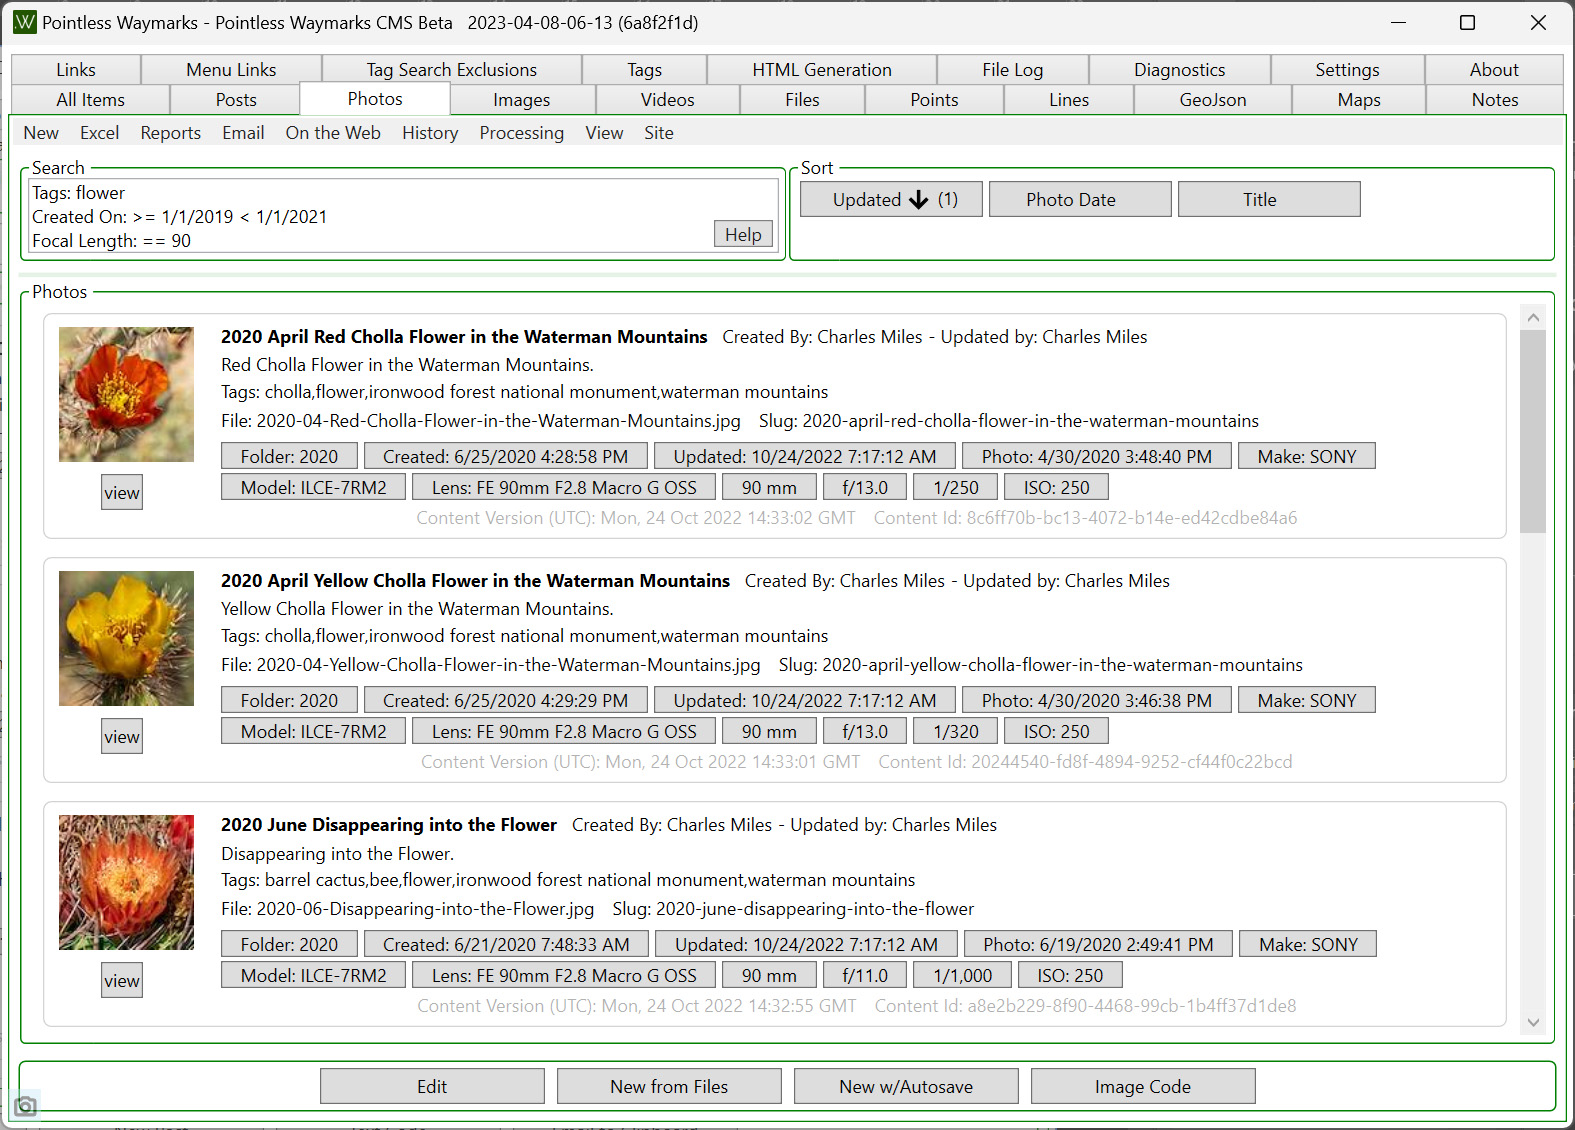 Pointless Waymarks - Pointless Waymarks CMS Beta 2023-04-08-06-13 (6a8f2f1d)
Links Menu Links Tag Search Exclusions Tags HTML Generation File Log Diagnostics Settings About
All Items Posts Photos Images Videos Files Points Lines GeoJson Maps Notes
New Excel Reports Email On the Web History Processing View Site
Search
Tags: flower
Created On: >= 1/1/2019 < 1/1/2021
Focal Length: == 90
Help
Sort
Updated (1) Photo Date Title
Photos
2020 April Red Cholla Flower in the Waterman Mountains Created By: Charles Miles - Updated by: Charles Miles
Red Cholla Flower in the Waterman Mountains.
Tags: cholla,flower,ironwood forest national monument,waterman mountains
File: 2020-04-Red-Cholla-Flower-in-the-Waterman-Mountains.jpg Slug: 2020-april-red-cholla-flower-in-the-waterman-mountains
Folder: 2020 Created: 6/25/2020 4:28:58 PM Updated: 10/24/2022 7:17:12 AM Photo: 4/30/2020 3:48:40 PM Make: SONY
view
Model: ILCE-7RM2 Lens: FE 90mm F2.8 Macro G OSS 90 mm f/13.0 1/250 ISO: 250
Content Version (UTC): Mon, 24 Oct 2022 14:33:02 GMT Content Id: 8c6ff70b-bc13-4072-b14e-ed42cdbe84a6
2020 April Yellow Cholla Flower in the Waterman Mountains Created By: Charles Miles - Updated by: Charles Miles
Yellow Cholla Flower in the Waterman Mountains.
Tags: cholla,flower,ironwood forest national monument,waterman mountains
File: 2020-04-Yellow-Cholla-Flower-in-the-Waterman-Mountains.jpg Slug: 2020-april-yellow-cholla-flower-in-the-waterman-mountains
Folder: 2020 Created: 6/25/2020 4:29:29 PM Updated: 10/24/2022 7:17:12 AM Photo: 4/30/2020 3:46:38 PM Make: SONY
view
Model: ILCE-7RM2 Lens: FE 90mm F2.8 Macro G OSS 90 mm f/13.0 1/320 ISO: 250
Content Version (UTC): Mon, 24 Oct 2022 14:33:01 GMT Content Id: 20244540-fd8f-4894-9252-cf44f0c22bcd
2020 June Disappearing into the Flower Created By: Charles Miles - Updated by: Charles Miles
Disappearing into the Flower.
Tags: barrel cactus,bee,flower,ironwood forest national monument,waterman mountains
File: 2020-06-Disappearing-into-the-Flower.jpg Slug: 2020-june-disappearing-into-the-flower
Folder: 2020 Created: 6/21/2020 7:48:33 AM Updated: 10/24/2022 7:17:12 AM Photo: 6/19/2020 2:49:41 PM Make: SONY
view
Model: ILCE-7RM2 Lens: FE 90mm F2.8 Macro G OSS 90 mm f/11.0 1/1,000 ISO: 250
Content Version (UTC): Mon, 24 Oct 2022 14:32:55 GMT Content Id: a8e2b229-8f90-4468-99cb-1b4ff37d1de8
Edit New from Files New w/Autosave Image Code